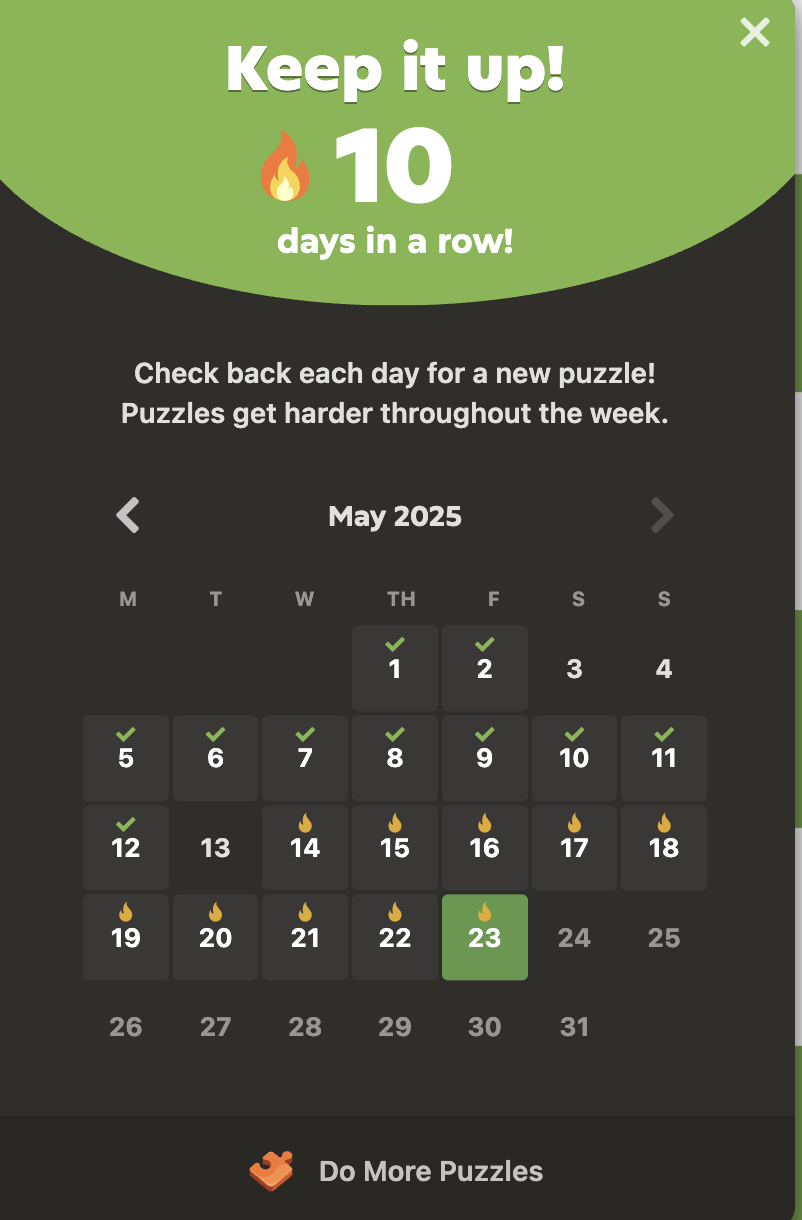 Keep it up!
10
days in a row!
Check back each day for a new puzzle!
Puzzles get harder throughout the week.
May 2025
M T W TH F S S
1 2 3 4
5 6 7 8 9 10 11
12 13 14 15 16 17 18
19 20 21 22 23 24 25
26 27 28 29 30 31
Do More Puzzles